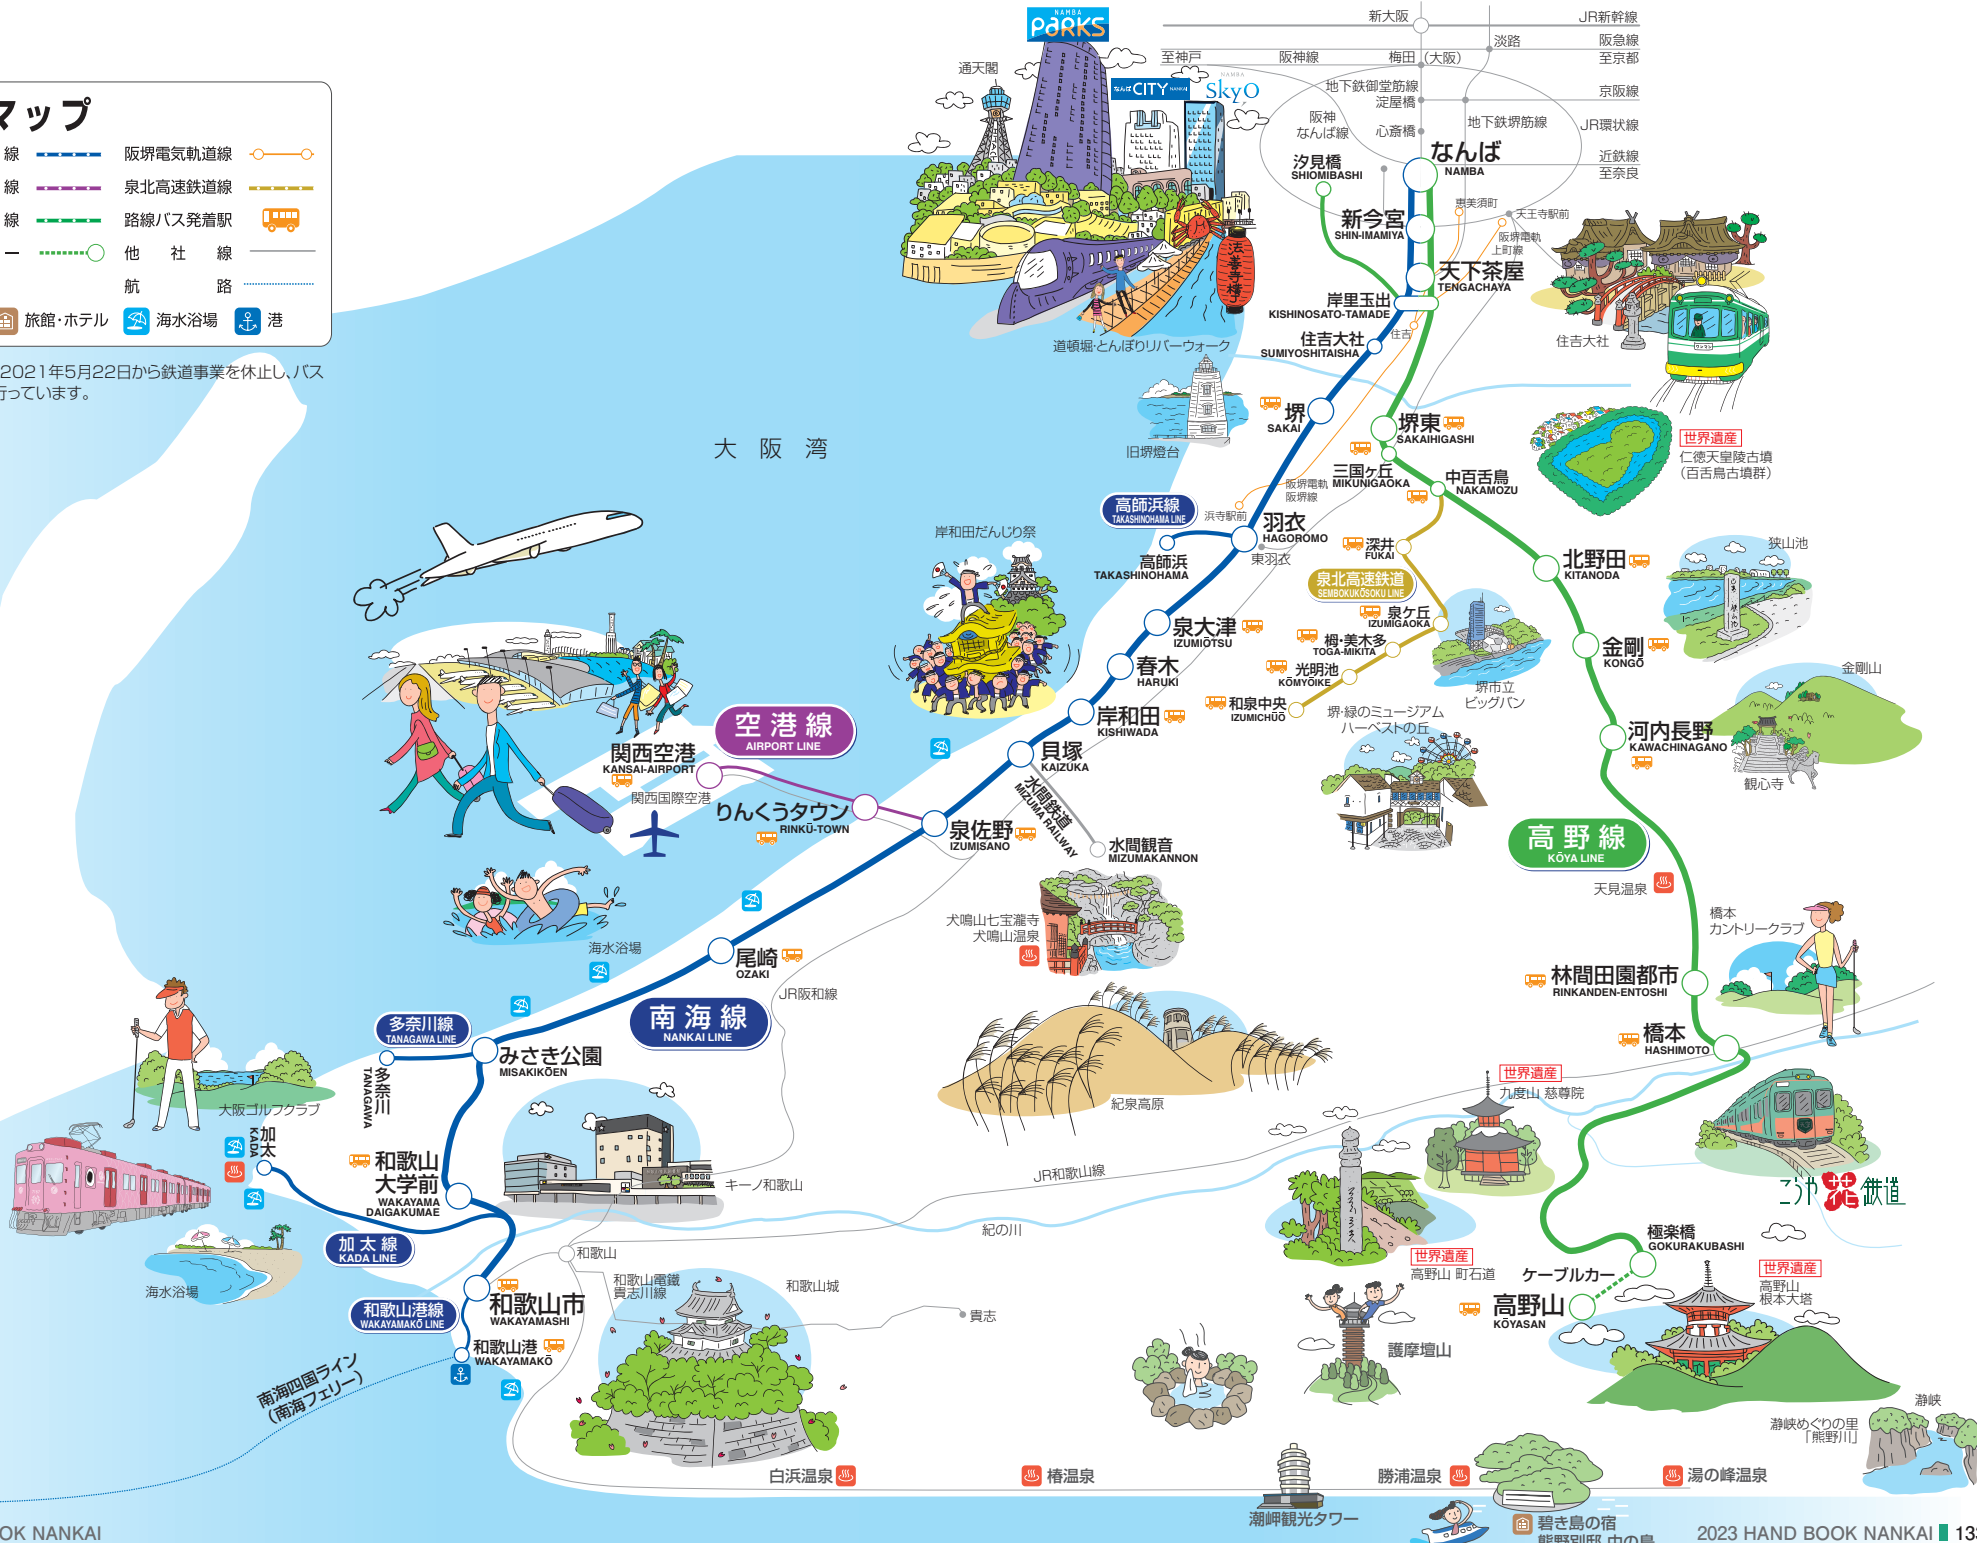 マップ
線
阪堺電気軌道線
線
泉北高速鉄道線
線
路線バス発着駅
ー
他社線
航路
旅館・ホテル
海水浴場
港
2021年5月22日から鉄道事業を休止し、バス
行っています。
NAMBA
PARKS
通天閣
なんばCITY NANKAI
NAMBA
SkyO
法善寺横
道頓堀・とんぼりリバーウォーク
新大阪
JR新幹線
淡路
阪急線
至神戸
阪神線
梅田(大阪)
至京都
地下鉄御堂筋線
淀屋橋
京阪線
阪神
なんば線
心斎橋
地下鉄堺筋線
JR環状線
近鉄線
至奈良
なんば
NAMBA
汐見橋
SHIOMIBASHI
新今宮
SHIN-IMAMIYA
恵美須町
天王寺駅前
阪堺電軌
上町線
天下茶屋
TENGACHAYA
岸里玉出
KISHINOSATO-TAMADE
住吉大社
SUMIYOSHITAISHA
住吉
住吉大社
旧堺燈台
大阪湾
堺
SAKAI
堺東
SAKAIHIGASHI
世界遺産
仁徳天皇陵古墳
(百舌鳥古墳群)
三国ヶ丘
MIKUNIGAOKA
中百舌鳥
NAKAMOZU
阪堺電軌
阪堺線
浜寺駅前
高師浜線
TAKASHINOHAMA LINE
高師浜
TAKASHINOHAMA
羽衣
HAGOROMO
東羽衣
深井
FUKAI
泉北高速鉄道
SEMBOKUKŌSOKU LINE
泉ケ丘
IZUMIGAOKA
栂・美木多
TOGA-MIKITA
光明池
KŌMYŌIKE
和泉中央
IZUMICHŪŌ
堺市立
ビッグバン
堺・緑のミュージアム
ハーベストの丘
北野田
KITANODA
狭山池
金剛
KONGŌ
金剛山
河内長野
KAWACHINAGANO
観心寺
岸和田だんじり祭
泉大津
IZUMIŌTSU
春木
HARUKI
岸和田
KISHIWADA
貝塚
KAIZUKA
水間鉄道
MIZUMA RAILWAY
水間観音
MIZUMAKANNON
空港線
AIRPORT LINE
関西空港
KANSAI-AIRPORT
関西国際空港
りんくうタウン
RINKŪ-TOWN
泉佐野
IZUMISANO
犬鳴山七宝瀧寺
犬鳴山温泉
海水浴場
尾崎
OZAKI
南海線
NANKAI LINE
JR阪和線
高野線
KŌYA LINE
天見温泉
橋本
カントリークラブ
林間田園都市
RINKANDEN-ENTOSHI
橋本
HASHIMOTO
多奈川線
TANAGAWA LINE
多奈川
TANAGAWA
みさき公園
MISAKIKŌEN
大阪ゴルフクラブ
加太
KADA
和歌山
大学前
WAKAYAMA
DAIGAKUMAE
キーノ和歌山
紀泉高原
世界遺産
九度山 慈尊院
JR和歌山線
紀の川
こうや花鉄道
加太線
KADA LINE
海水浴場
和歌山
和歌山電鐵
貴志川線
和歌山城
貴志
和歌山港線
WAKAYAMAKŌ LINE
和歌山市
WAKAYAMASHI
和歌山港
WAKAYAMAKŌ
南海四国ライン
(南海フェリー)
世界遺産
高野山 町石道
極楽橋
GOKURAKUBASHI
ケーブルカー
高野山
KŌYASAN
世界遺産
高野山
根本大塔
護摩壇山
瀞峡
瀞峡めぐりの里
「熊野川」
白浜温泉
椿温泉
勝浦温泉
湯の峰温泉
潮岬観光タワー
碧き島の宿
熊野別邸 中の島
OOK NANKAI
2023 HAND BOOK NANKAI